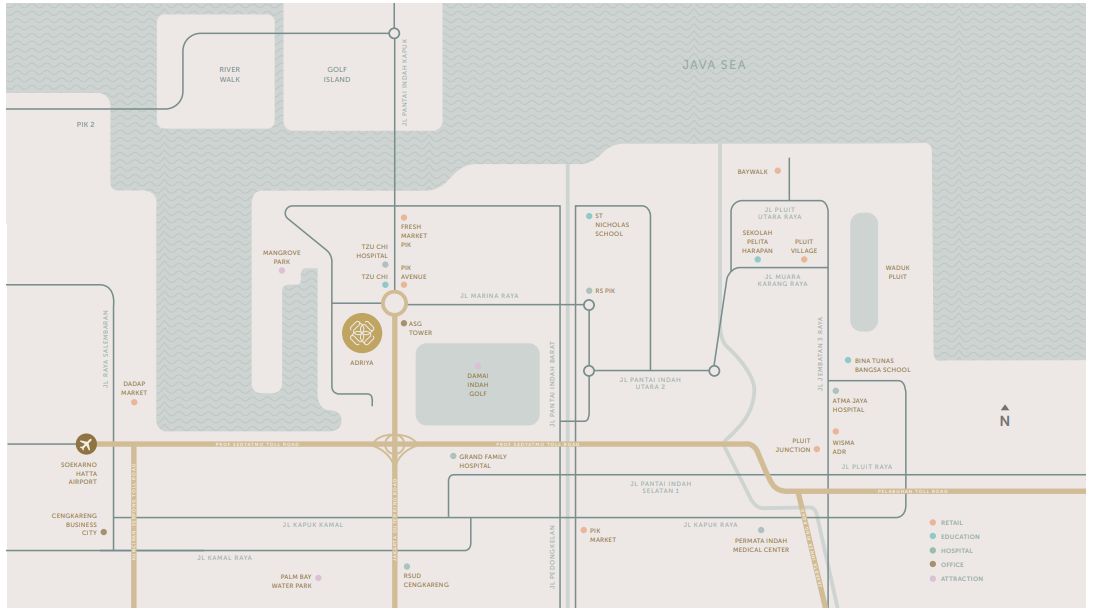 RIVER
WALK
GOLF
ISLAND
JL PANTAI INDAH KAPUK
JAVA SEA
PIK 2
BAYWALK
JL PLUIT
UTARA RAYA
ST
NICHOLAS
SCHOOL
FRESH
MARKET
PIK
SEKOLAH
PELITA
HARAPAN
PLUIT
VILLAGE
TZU CHI
HOSPITAL
MANGROVE
PARK
PIK
AVENUE
TZU CHI
WADUK
PLUIT
JL MUARA
KARANG RAYA
RS PIK
JL MARINA RAYA
ASG
TOWER
ADRIYA
JL RAYA SALEMBARAN
JL PANTAI INDAH BARAT
JL JEMBATAN 3 RAYA
DAMAI
INDAH
GOLF
BINA TUNAS
BANGSA SCHOOL
JL PANTAI INDAH
UTARA 2
DADAP
MARKET
ATMA JAYA
HOSPITAL
N
PROF SEDYATMO TOLL ROAD
PROF SEDYATMO TOLL ROAD
PLUIT
JUNCTION
WISMA
ADR
SOEKARNO
HATTA
AIRPORT
GRAND FAMILY
HOSPITAL
JL PLUIT RAYA
JL PANTAI INDAH
SELATAN 1
PELABUHAN TOLL ROAD
CENGKARENG
BUSINESS
CITY
JL KAPUK KAMAL
JL KAPUK RAYA
JL PEDONGKELAN
PIK
MARKET
PERMATA INDAH
MEDICAL CENTER
JL KAMAL RAYA
PALM BAY
WATER PARK
RSUD
CENGKARENG
RETAIL
EDUCATION
HOSPITAL
OFFICE
ATTRACTION